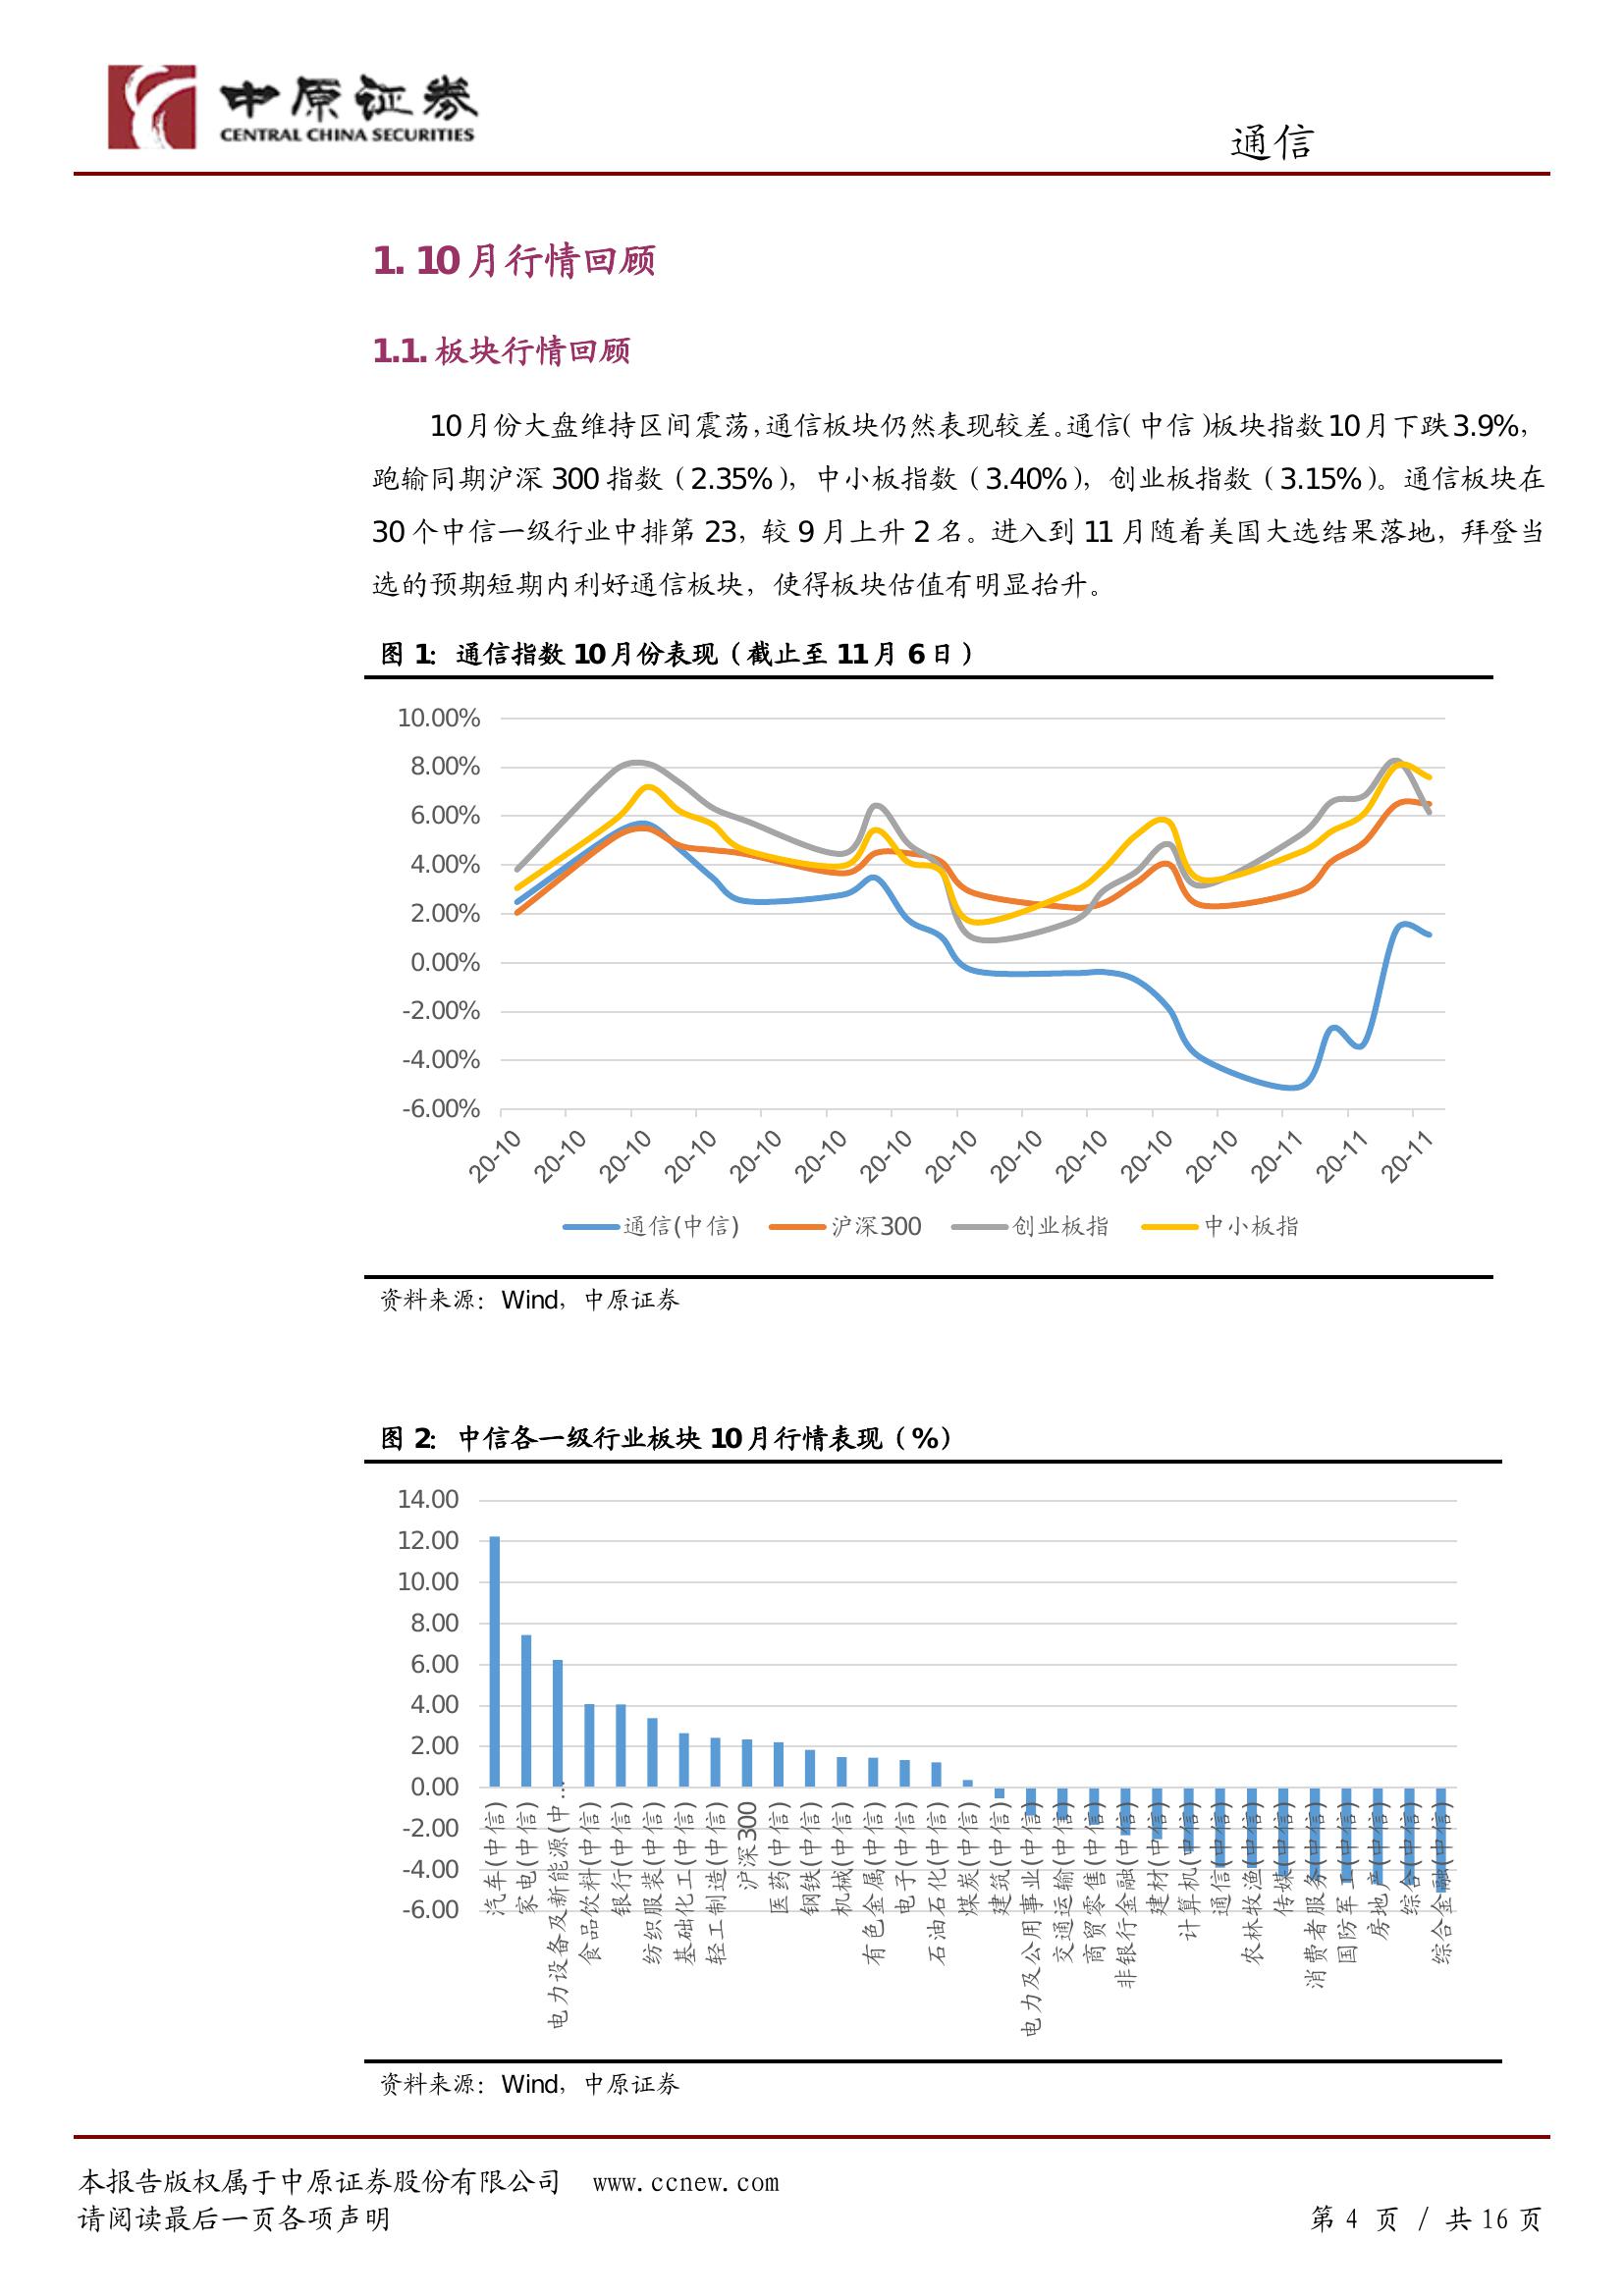 中原证券
CENTRAL CHINA SECURITIES
通信
1. 10 月行情回顾
1.1. 板块行情回顾
10月份大盘维持区间震荡,通信板块仍然表现较差。通信(中信)板块指数10月下跌3.9%,
跑输同期沪深 300 指数（2.35%），中小板指数（3.40%），创业板指数（3.15%）。通信板块在
30 个中信一级行业中排第 23，较 9 月上升 2 名。进入到 11 月随着美国大选结果落地，拜登当
选的预期短期内利好通信板块，使得板块估值有明显抬升。
图 1：通信指数 10 月份表现（截止至 11 月 6 日）
10.00%
8.00%
6.00%
4.00%
2.00%
0.00%
-2.00%
-4.00%
-6.00%
20-10 20-10 20-10 20-10 20-10 20-10 20-10 20-10 20-10 20-10 20-10 20-10 20-11 20-11 20-11
通信(中信) 沪深300 创业板指 中小板指
资料来源：Wind，中原证券
图 2：中信各一级行业板块 10 月行情表现（%）
14.00
12.00
10.00
8.00
6.00
4.00
2.00
0.00
-2.00
-4.00
-6.00
汽车(中信)
家电(中信)
电力设备及新能源(中…
食品饮料(中信)
银行(中信)
纺织服装(中信)
基础化工(中信)
轻工制造(中信)
沪深300
医药(中信)
钢铁(中信)
机械(中信)
有色金属(中信)
电子(中信)
石油石化(中信)
煤炭(中信)
建筑(中信)
电力及公用事业(中信)
交通运输(中信)
商贸零售(中信)
非银行金融(中信)
建材(中信)
计算机(中信)
通信(中信)
农林牧渔(中信)
传媒(中信)
消费者服务(中信)
国防军工(中信)
房地产(中信)
综合(中信)
综合金融(中信)
资料来源：Wind，中原证券
本报告版权属于中原证券股份有限公司 www.ccnew.com
请阅读最后一页各项声明
第 4 页 / 共 16 页